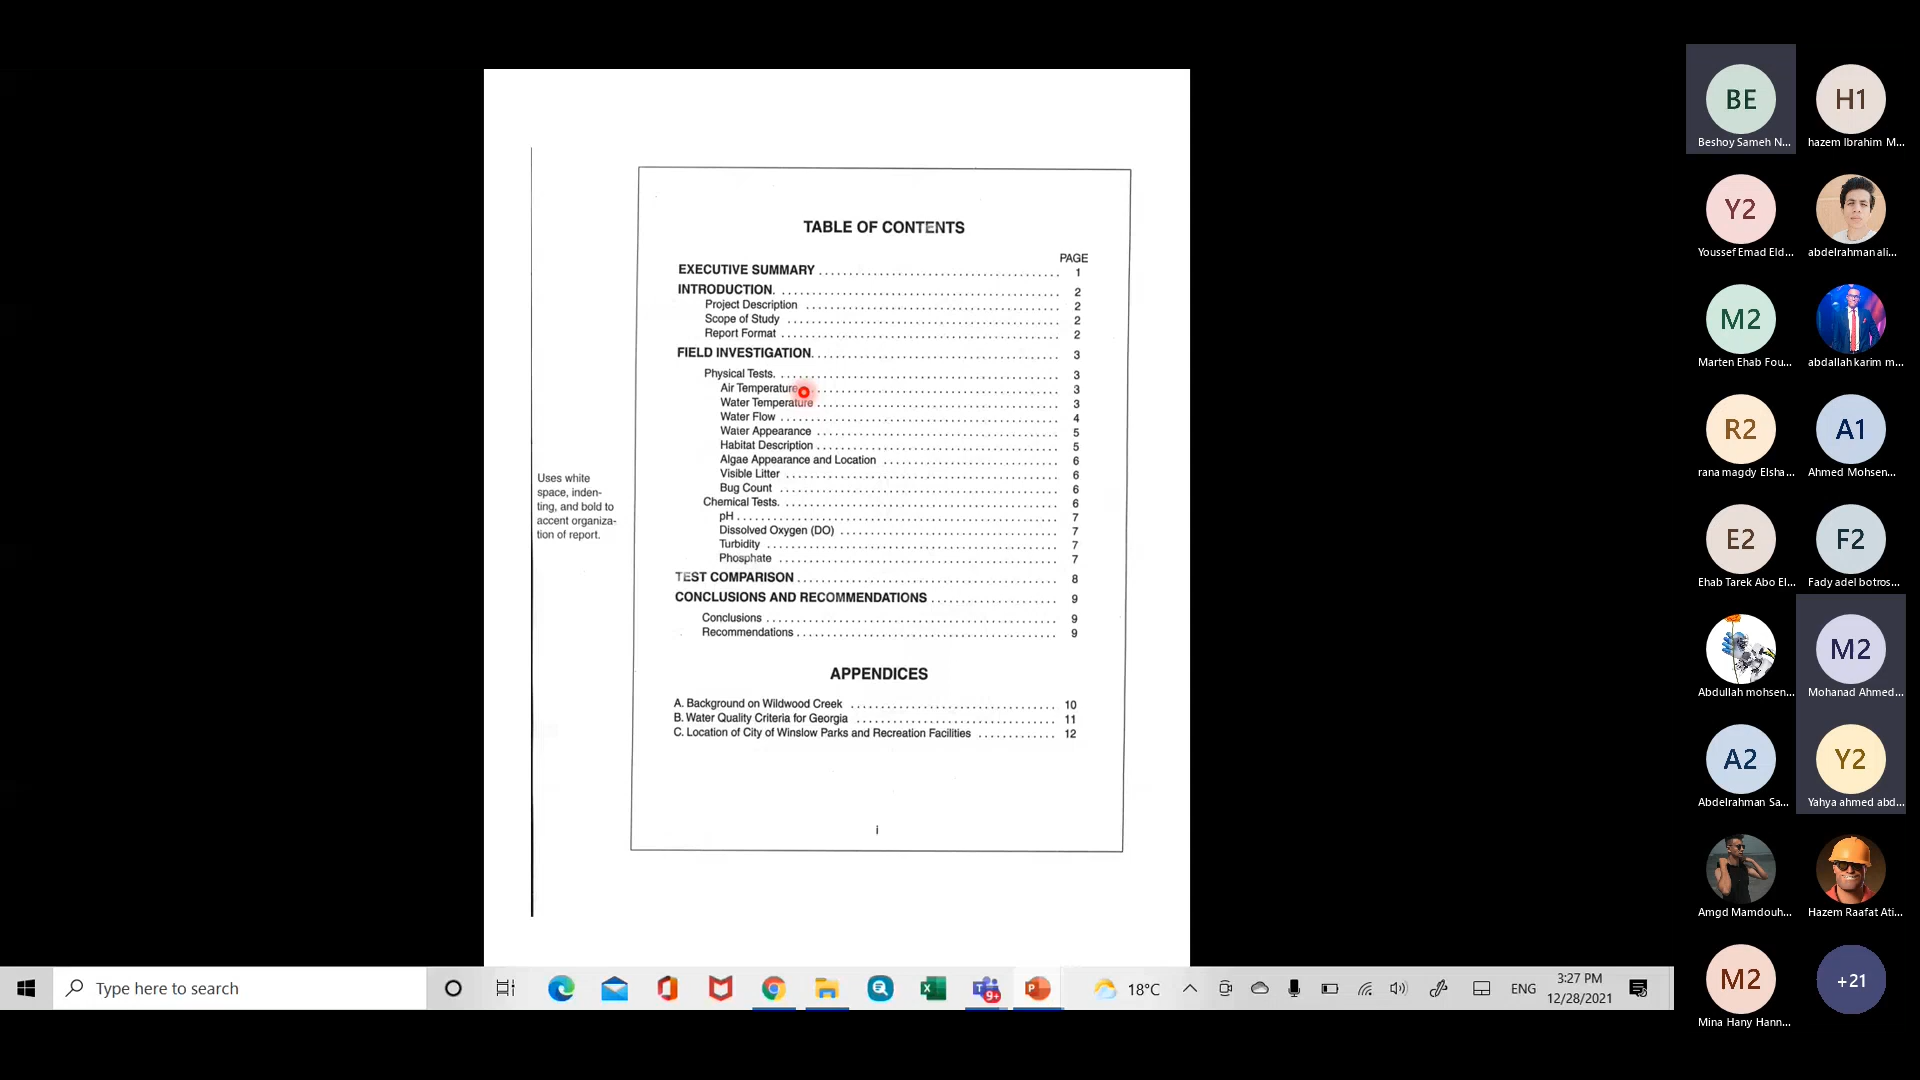 TABLE OF CONTENTS
PAGE
EXECUTIVE SUMMARY 1
INTRODUCTION. 2
Project Description 2
Scope of Study 2
Report Format 2
FIELD INVESTIGATION. 3
Physical Tests. 3
Air Temperature 3
Water Temperature 3
Water Flow 4
Water Appearance 5
Habitat Description 5
Algae Appearance and Location 6
Visible Litter 6
Bug Count 6
Chemical Tests. 6
pH 7
Dissolved Oxygen (DO) 7
Turbidity 7
Phosphate 7
TEST COMPARISON 8
CONCLUSIONS AND RECOMMENDATIONS 9
Conclusions 9
Recommendations 9
APPENDICES
A. Background on Wildwood Creek 10
B. Water Quality Criteria for Georgia 11
C. Location of City of Winslow Parks and Recreation Facilities 12
i
Uses white
space, inden-
ting, and bold to
accent organiza-
tion of report.
BE
Beshoy Sameh N...
H1
hazem Ibrahim M...
Y2
Youssef Emad Eld...
abdelrahman ali...
M2
Marten Ehab Fou...
abdallah karim m...
R2
rana magdy Elsha...
A1
Ahmed Mohsen...
E2
Ehab Tarek Abo El...
F2
Fady adel botros...
Abdullah mohsen...
M2
Mohanad Ahmed...
A2
Abdelrahman Sa...
Y2
Yahya ahmed abd...
Amgd Mamdouh...
Hazem Raafat Ati...
M2
Mina Hany Hann...
+21
Type here to search
9+
18°C
ENG
3:27 PM
12/28/2021